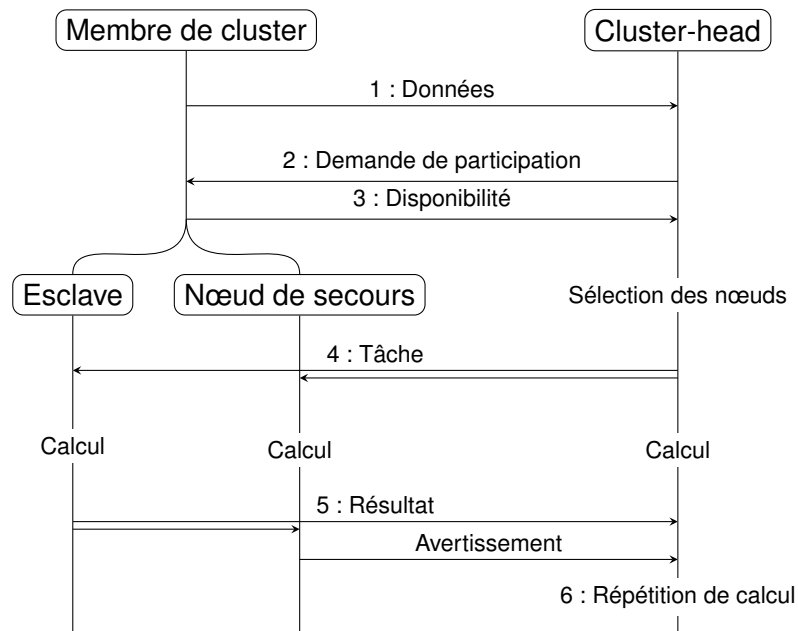 Membre de cluster
Cluster-head
1 : Données
2 : Demande de participation
3 : Disponibilité
Esclave
Nœud de secours
Sélection des nœuds
4 : Tâche
Calcul
Calcul
Calcul
5 : Résultat
Avertissement
6 : Répétition de calcul